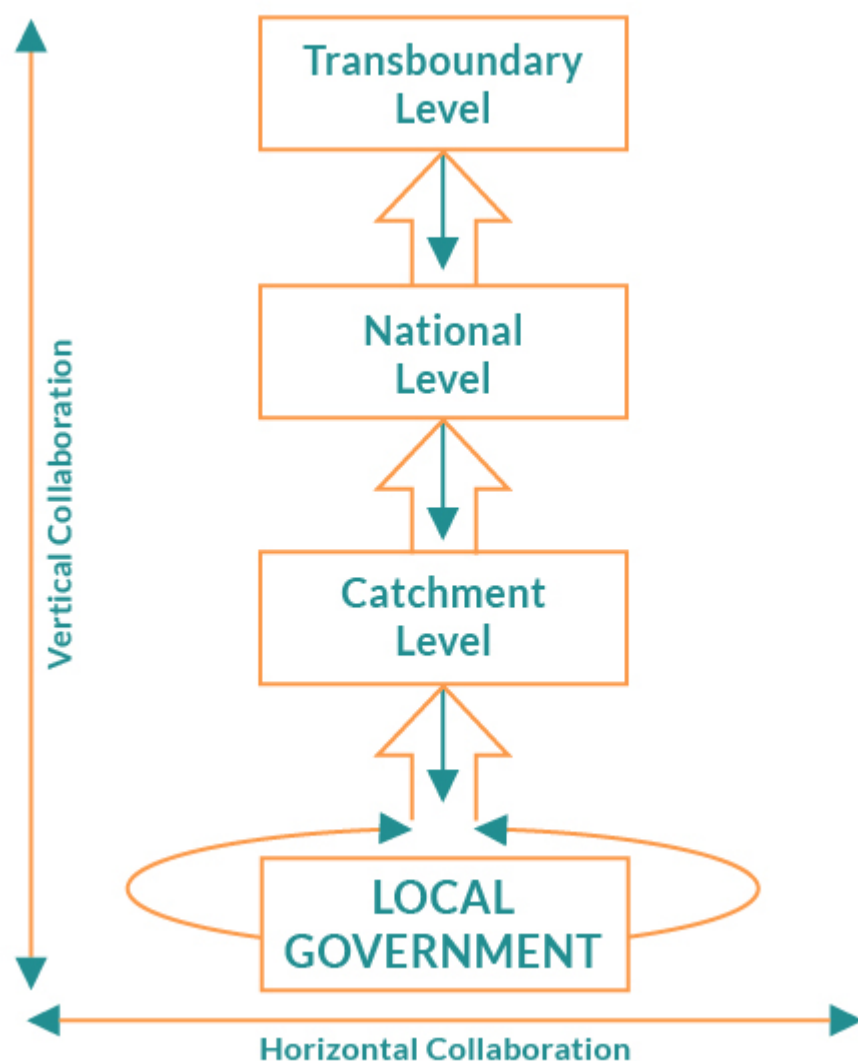 Transboundary
Level
National
Level
Vertical Collaboration
Catchment
Level
LOCAL
GOVERNMENT
Horizontal Collaboration